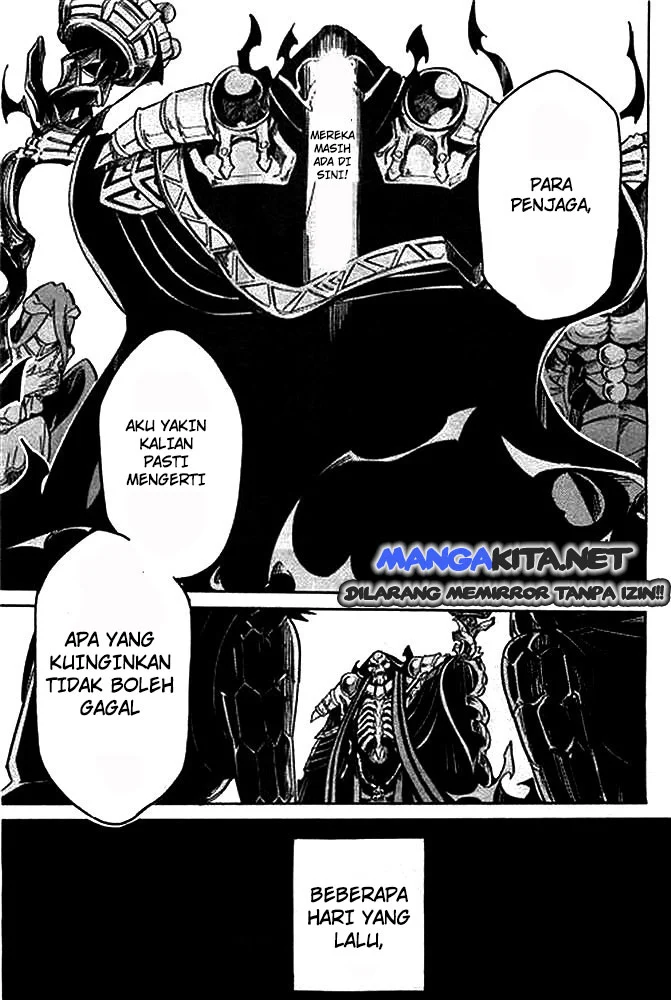 MEREKA
MASIH
ADA DI
SINI!
PARA
PENJAGA,
AKU YAKIN
KALIAN
PASTI
MENGERTI
MANGAKITA.NET
DILARANG MEMIRROR TANPA IZIN!!
APA YANG
KUINGINKAN
TIDAK BOLEH
GAGAL
BEBERAPA
HARI YANG
LALU,